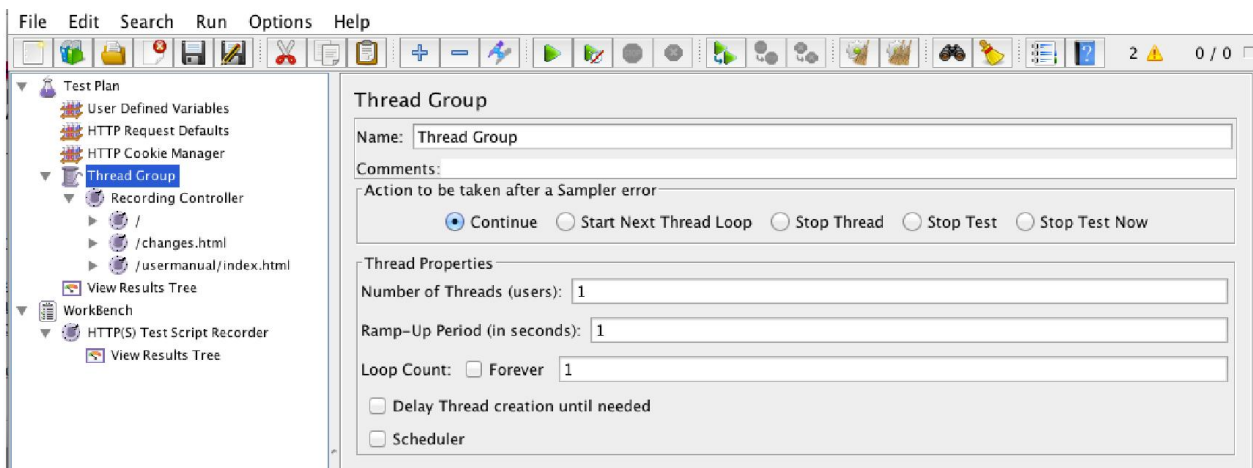 File Edit Search Run Options Help
2 0 / 0
Test Plan
User Defined Variables
HTTP Request Defaults
HTTP Cookie Manager
Thread Group
Recording Controller
/
/changes.html
/usermanual/index.html
View Results Tree
WorkBench
HTTP(S) Test Script Recorder
View Results Tree
Thread Group
Name: Thread Group
Comments:
Action to be taken after a Sampler error
Continue Start Next Thread Loop Stop Thread Stop Test Stop Test Now
Thread Properties
Number of Threads (users): 1
Ramp-Up Period (in seconds): 1
Loop Count: Forever 1
Delay Thread creation until needed
Scheduler